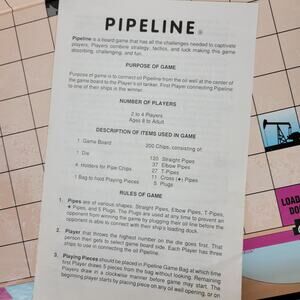 PIPELINE®
Pipeline is a board game that has all the challenges needed to captivate
players. Players combine strategy, tactics, and luck making this game
absorbing, challenging, and fun.
PURPOSE OF GAME
Purpose of game is to connect oil Pipeline from the oil well at the center of
the game board to the Player's oil tanker. First Player connecting Pipeline
to one of their ships is the winner.
NUMBER OF PLAYERS
2 to 4 Players
Ages 8 to Adult
DESCRIPTION OF ITEMS USED IN GAME
1 Game Board
200 Chips, consisting of:
1 Die
120 Straight Pipes
37 Elbow Pipes
4 Holders for Pipe Chips
27 T-Pipes
11 Cross (+) Pipes
1 Bag to hold Playing Pieces
5 Plugs
RULES OF GAME
1. Pipes are of various shapes. Straight Pipes, Elbow Pipes, T-Pipes,
+ Pipes, and 5 Plugs. The Plugs are used at any time to prevent an
opponent from winning the game by plugging their oil line before the
opponent is able to connect with their ship's loading dock.
2. Player that throws the highest number on the die goes first. That
person then gets to select game board side. Each Player has three
ships to use in connecting the oil Pipeline.
3. Playing Pieces should be placed in Pipeline Game Bag at which time
first Player draws 5 pieces from the bag without looking. Remaining
Players draw in a clockwise manner before game may start. The
beginning player starts by placing piece on any oil well opening, or on
LOAD
DO